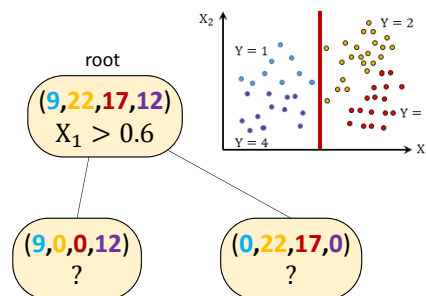 root
(9,22,17,12)
X₁ > 0.6
X₂
Y = 1
Y = 2
Y =
Y = 4
X
(9,0,0,12)
?
(0,22,17,0)
?